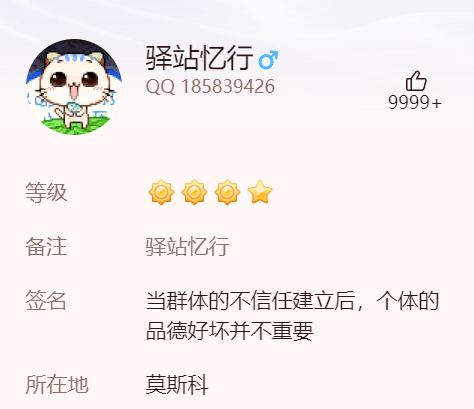 驿站忆行
QQ 185839426
9999+
等级
备注 驿站忆行
签名 当群体的不信任建立后，个体的
品德好坏并不重要
所在地 莫斯科